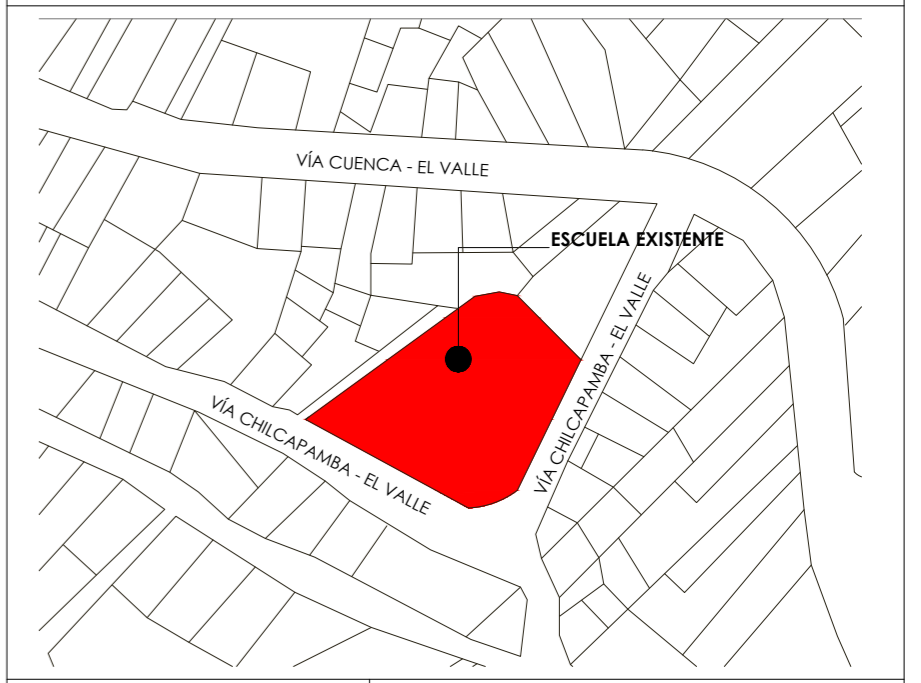 VÍA CUENCA - EL VALLE
ESCUELA EXISTENTE
VÍA CHILCAPAMBA - EL VALLE
VÍA CHILCAPAMBA - EL VALLE